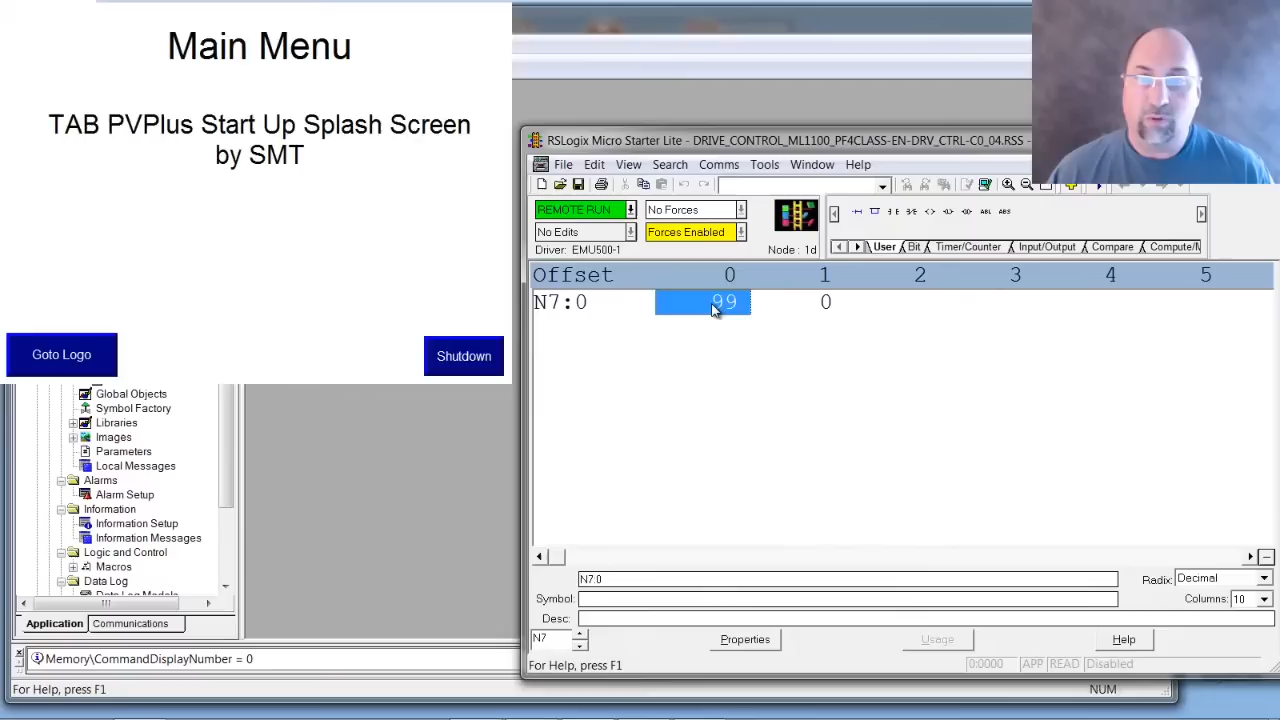 Main Menu
TAB PVPlus Start Up Splash Screen
by SMT
Goto Logo
Shutdown
RSLogix Micro Starter Lite - DRIVE_CONTROL_ML1100_PF4CLASS-EN-DRV_CTRL-C0_04.RSS -
File Edit View Search Comms Tools Window Help
REMOTE RUN No Forces
No Edits Forces Enabled
Driver: EMU500-1 Node : 1d
User Bit Timer/Counter Input/Output Compare Compute/M
Offset 0 1 2 3 4 5
N7:0 99 0
Global Objects
Symbol Factory
Libraries
Images
Parameters
Local Messages
Alarms
Alarm Setup
Information
Information Setup
Information Messages
Logic and Control
Macros
Data Log
Data Log Models
Application Communications
N7:0
Radix: Decimal
Symbol:
Columns: 10
Desc:
N7
Properties Usage Help
For Help, press F1
0:0000 APP READ Disabled
Memory\CommandDisplayNumber = 0
For Help, press F1
NUM